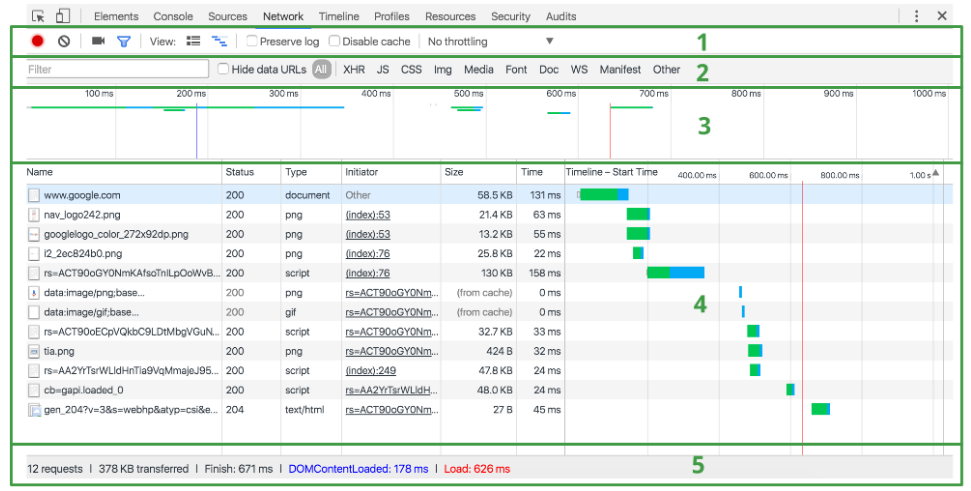 Elements Console Sources Network Timeline Profiles Resources Security Audits
View: Preserve log Disable cache No throttling 1
Filter Hide data URLs All XHR JS CSS Img Media Font Doc WS Manifest Other 2
100 ms 200 ms 300 ms 400 ms 500 ms 600 ms 700 ms 800 ms 900 ms 1000 ms
3
Name Status Type Initiator Size Time Timeline – Start Time 400.00 ms 600.00 ms 800.00 ms 1.00 s
www.google.com 200 document Other 58.5 KB 131 ms
nav_logo242.png 200 png (index):53 21.4 KB 63 ms
googlelogo_color_272x92dp.png 200 png (index):53 13.2 KB 55 ms
i2_2ec824b0.png 200 png (index):76 25.8 KB 22 ms
rs=ACT90oGY0NmKAfsoTnlLpOoWvB... 200 script (index):76 130 KB 158 ms
data:image/png;base... 200 png rs=ACT90oGY0Nm... (from cache) 0 ms
4
data:image/gif;base... 200 gif rs=ACT90oGY0Nm... (from cache) 0 ms
rs=ACT90oECpVQkbC9LDtMbgVGuN... 200 script rs=ACT90oGY0Nm... 32.7 KB 33 ms
tia.png 200 png rs=ACT90oGY0Nm... 424 B 32 ms
rs=AA2YrTsrWLldHnTia9VqMmajeJ95... 200 script (index):249 47.8 KB 24 ms
cb=gapi.loaded_0 200 script rs=AA2YrTsrWLldH... 48.0 KB 24 ms
gen_204?v=3&s=webhp&atyp=csi&e... 204 text/html rs=ACT90oGY0Nm... 27 B 45 ms
12 requests | 378 KB transferred | Finish: 671 ms | DOMContentLoaded: 178 ms | Load: 626 ms 5